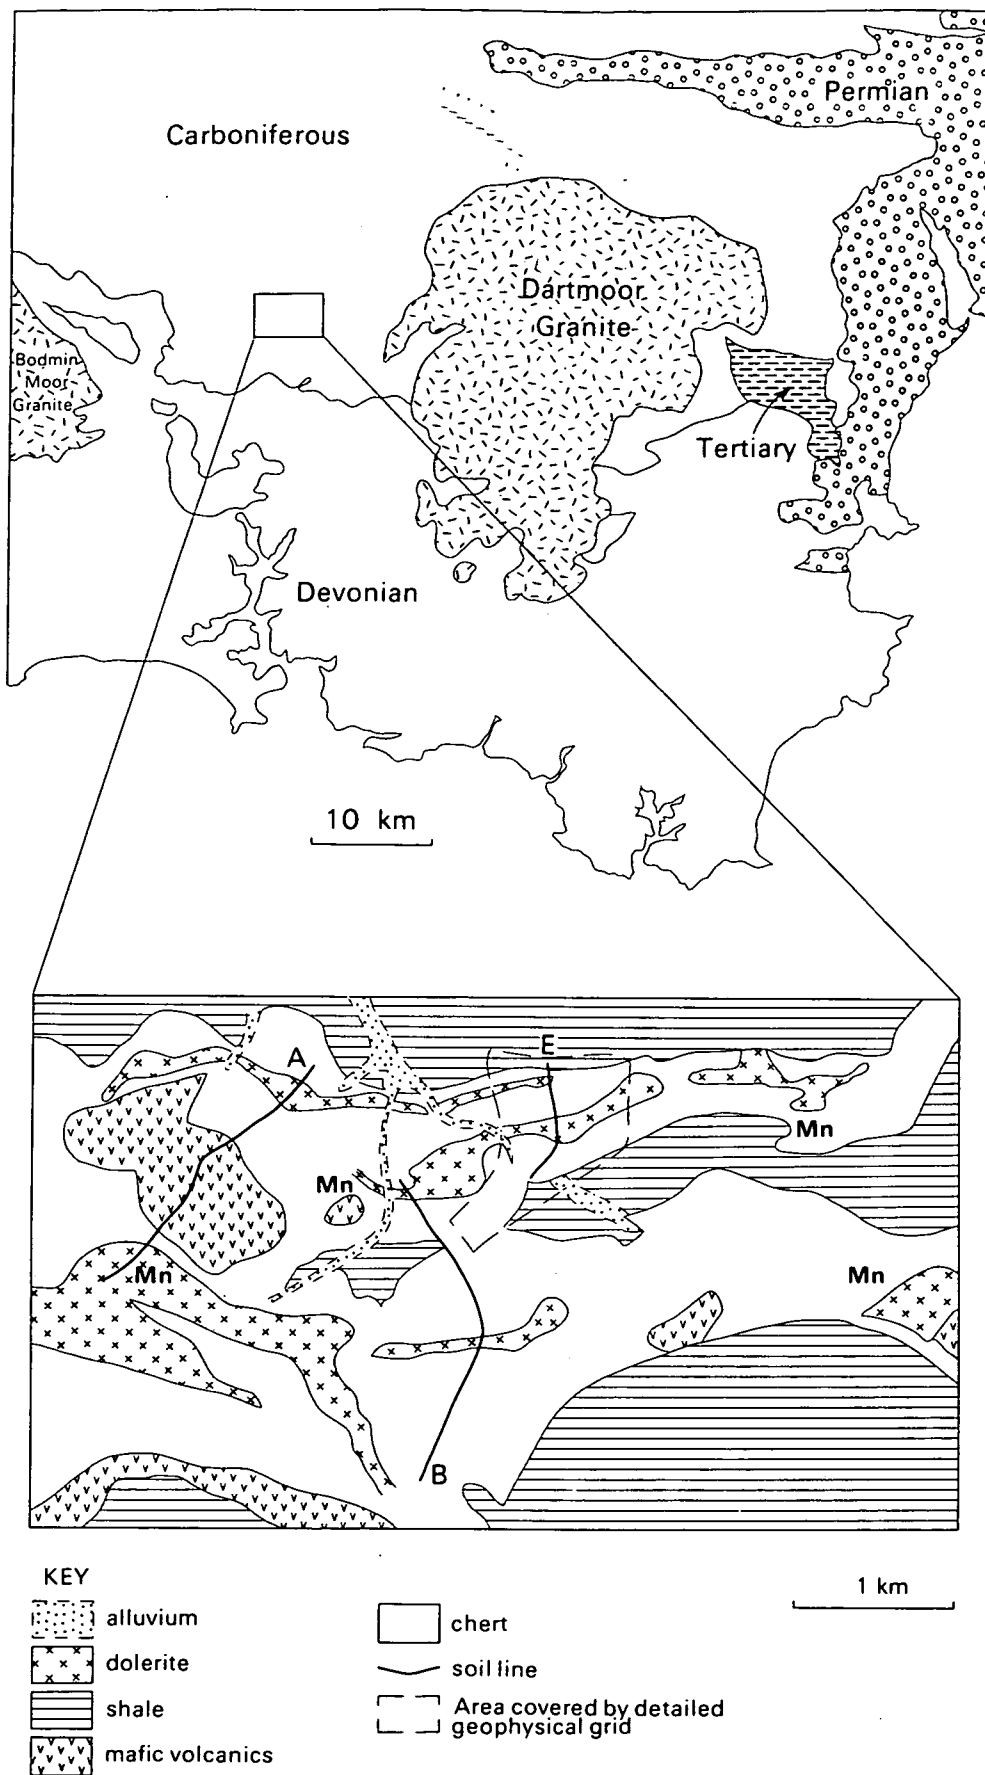 Permian
Carboniferous
Dartmoor
Granite
Bodmin
Moor
Granite
Tertiary
Devonian
10 km
A
E
Mn
Mn
Mn
Mn
B
KEY
1 km
alluvium
chert
dolerite
soil line
shale
Area covered by detailed
geophysical grid
mafic volcanics